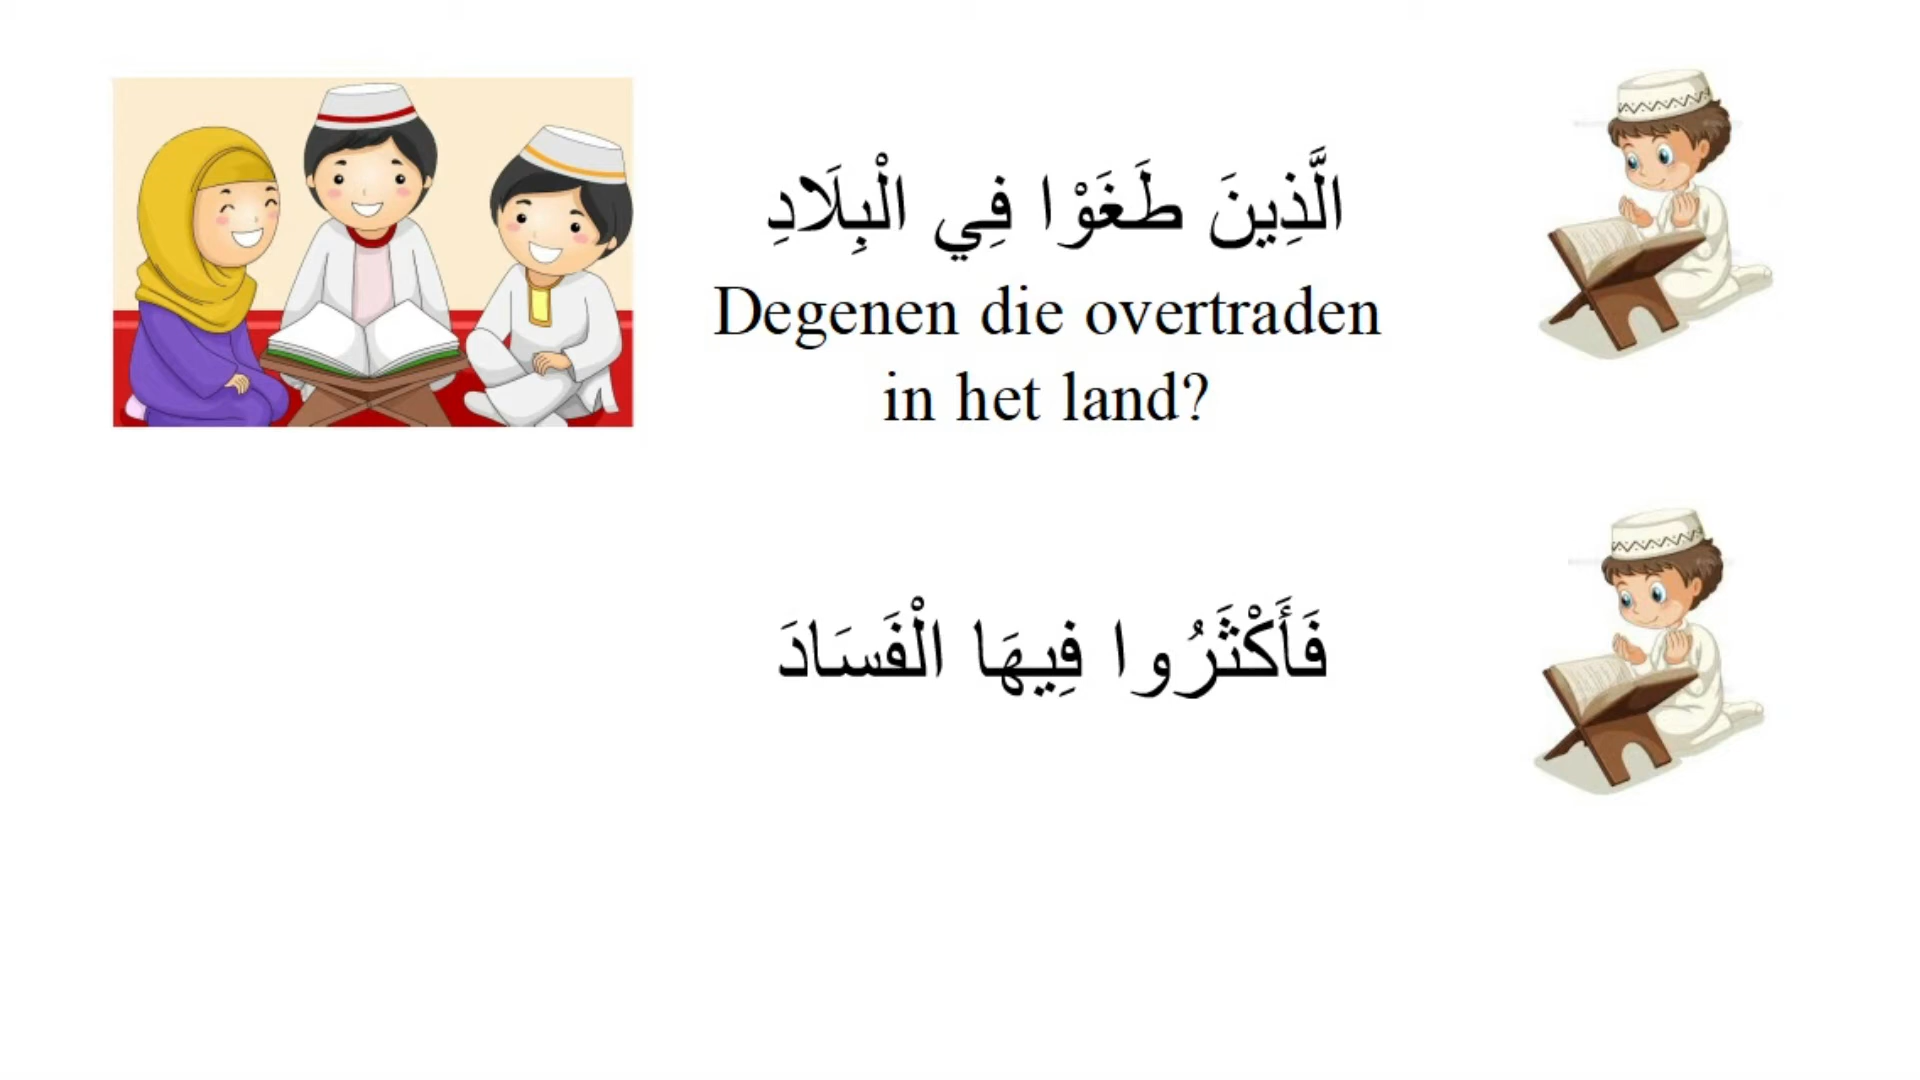 الَّذِينَ طَغَوْا فِي الْبِلَادِ
Degenen die overtraden
in het land?
فَأَكْثَرُوا فِيهَا الْفَسَادَ